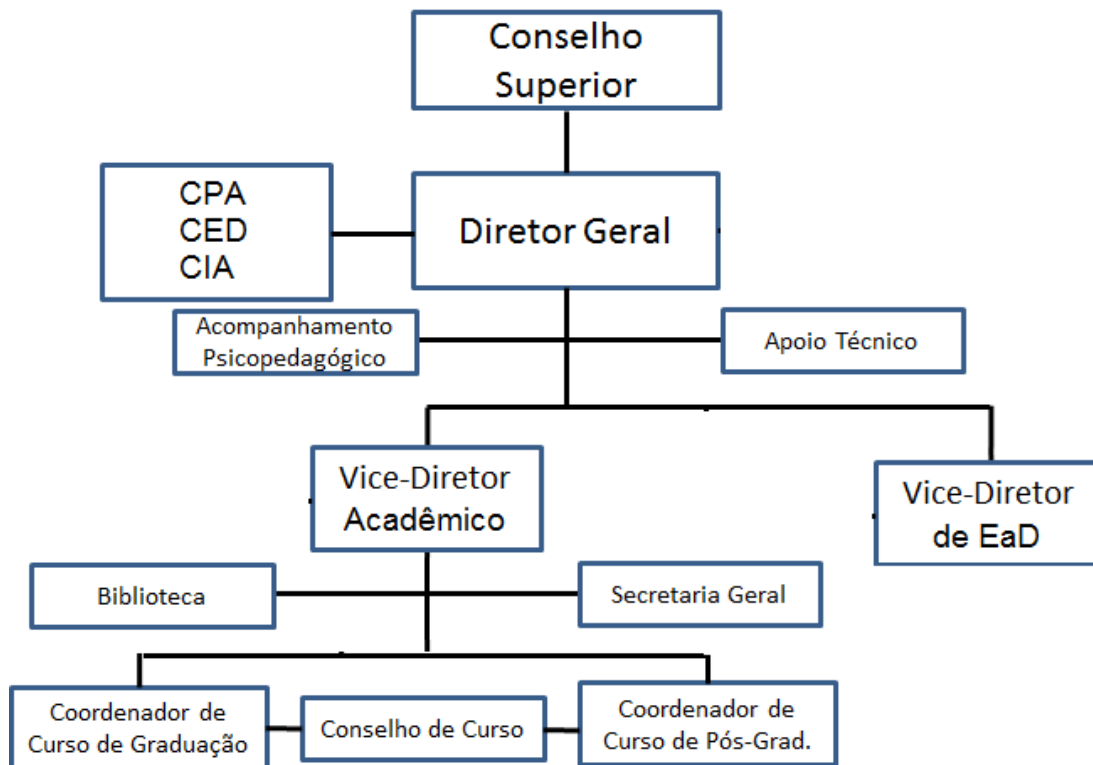 Conselho
Superior
CPA
CED
CIA
Diretor Geral
Acompanhamento
Psicopedagógico
Apoio Técnico
Vice-Diretor
Acadêmico
Vice-Diretor
de EaD
Biblioteca
Secretaria Geral
Coordenador de
Curso de Graduação
Conselho de Curso
Coordenador de
Curso de Pós-Grad.